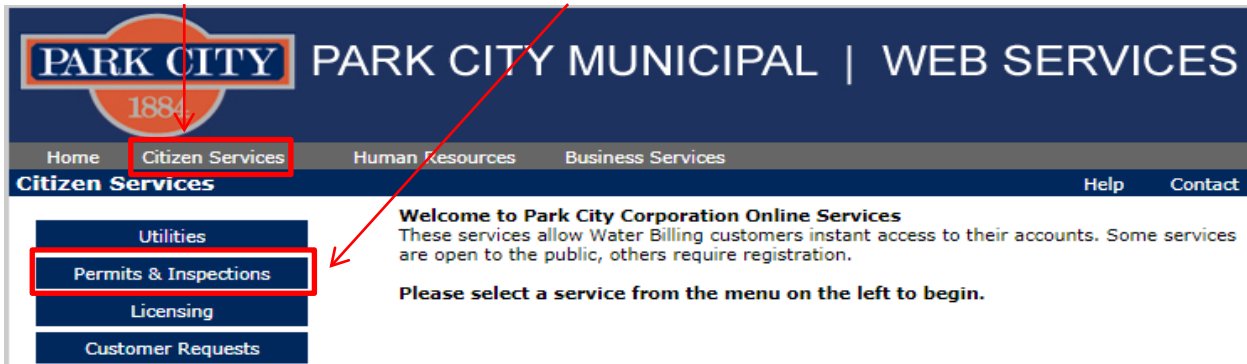 PARK CITY
1884
PARK CITY MUNICIPAL | WEB SERVICES
Home Citizen Services Human Resources Business Services
Citizen Services Help Contact
Utilities
Permits & Inspections
Licensing
Customer Requests
Welcome to Park City Corporation Online Services
These services allow Water Billing customers instant access to their accounts. Some services
are open to the public, others require registration.
Please select a service from the menu on the left to begin.